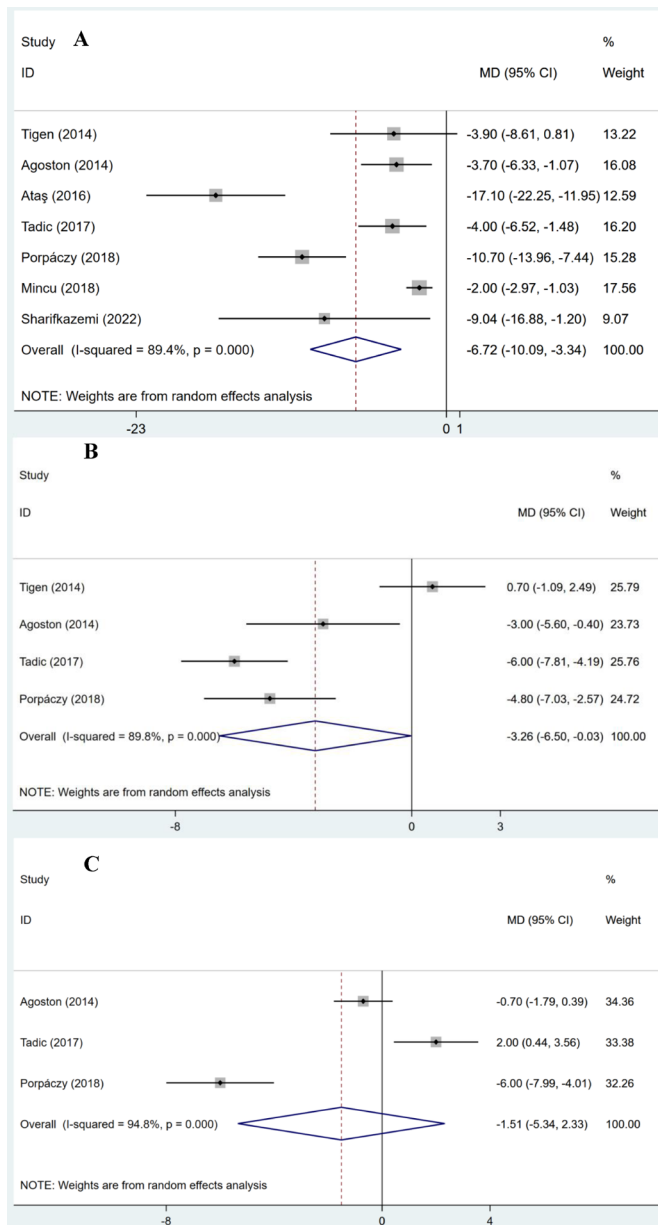 A
Study %
ID MD (95% CI) Weight
Tigen (2014) -3.90 (-8.61, 0.81) 13.22
Agoston (2014) -3.70 (-6.33, -1.07) 16.08
Ataş (2016) -17.10 (-22.25, -11.95) 12.59
Tadic (2017) -4.00 (-6.52, -1.48) 16.20
Porpáczy (2018) -10.70 (-13.96, -7.44) 15.28
Mincu (2018) -2.00 (-2.97, -1.03) 17.56
Sharifkazemi (2022) -9.04 (-16.88, -1.20) 9.07
Overall (I-squared = 89.4%, p = 0.000) -6.72 (-10.09, -3.34) 100.00
NOTE: Weights are from random effects analysis
-23 0 1
B
Study %
ID MD (95% CI) Weight
Tigen (2014) 0.70 (-1.09, 2.49) 25.79
Agoston (2014) -3.00 (-5.60, -0.40) 23.73
Tadic (2017) -6.00 (-7.81, -4.19) 25.76
Porpáczy (2018) -4.80 (-7.03, -2.57) 24.72
Overall (I-squared = 89.8%, p = 0.000) -3.26 (-6.50, -0.03) 100.00
NOTE: Weights are from random effects analysis
-8 0 3
C
Study %
ID MD (95% CI) Weight
Agoston (2014) -0.70 (-1.79, 0.39) 34.36
Tadic (2017) 2.00 (0.44, 3.56) 33.38
Porpáczy (2018) -6.00 (-7.99, -4.01) 32.26
Overall (I-squared = 94.8%, p = 0.000) -1.51 (-5.34, 2.33) 100.00
NOTE: Weights are from random effects analysis
-8 0 4